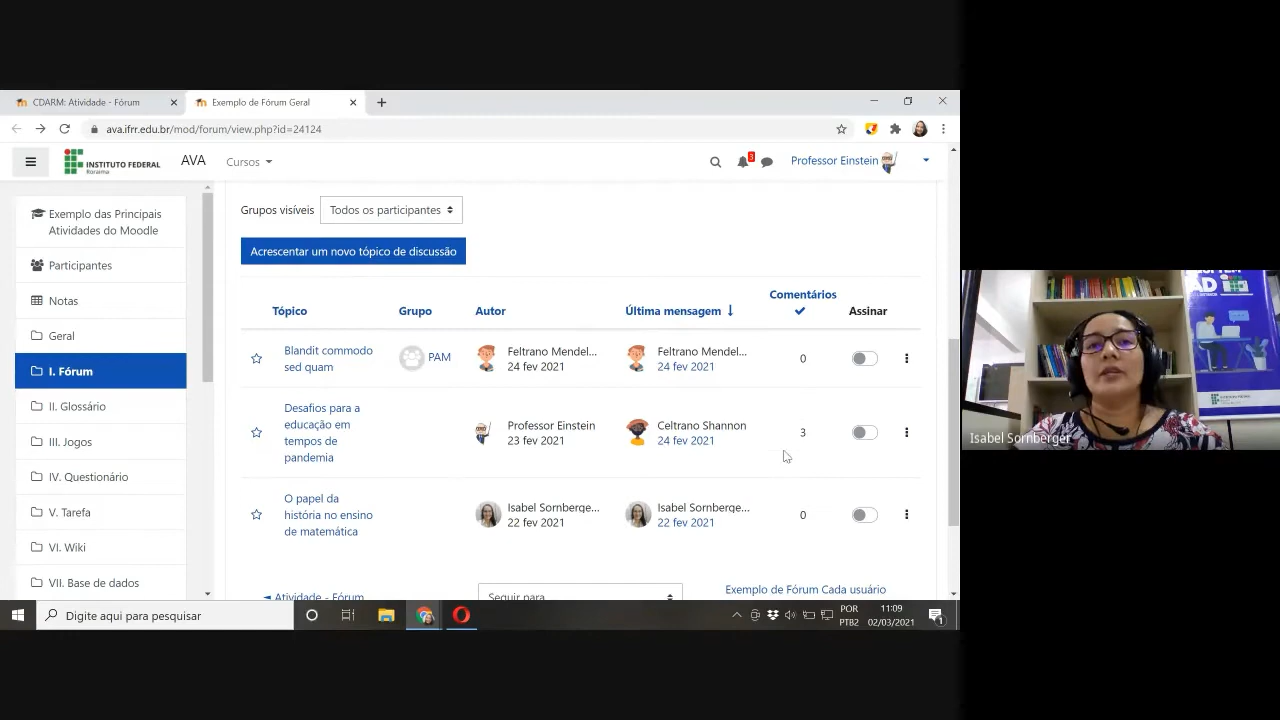 CDARM: Atividade - Fórum
Exemplo de Fórum Geral
ava.ifrr.edu.br/mod/forum/view.php?id=24124
INSTITUTO FEDERAL
Roraima
AVA
Cursos
3
Professor Einstein
Exemplo das Principais
Atividades do Moodle
Participantes
Notas
Geral
I. Fórum
II. Glossário
III. Jogos
IV. Questionário
V. Tarefa
VI. Wiki
VII. Base de dados
Grupos visíveis
Todos os participantes
Acrescentar um novo tópico de discussão
Tópico
Grupo
Autor
Última mensagem
Comentários
Assinar
Blandit commodo
sed quam
PAM
Feltrano Mendel...
24 fev 2021
Feltrano Mendel...
24 fev 2021
0
Desafios para a
educação em
tempos de
pandemia
Professor Einstein
23 fev 2021
Celtrano Shannon
24 fev 2021
3
O papel da
história no ensino
de matemática
Isabel Sornberge...
22 fev 2021
Isabel Sornberge...
22 fev 2021
0
Atividade - Fórum
Seguir para
Exemplo de Fórum Cada usuário
Digite aqui para pesquisar
POR
PTB2
11:09
02/03/2021
1
AD
Isabel Sornberger